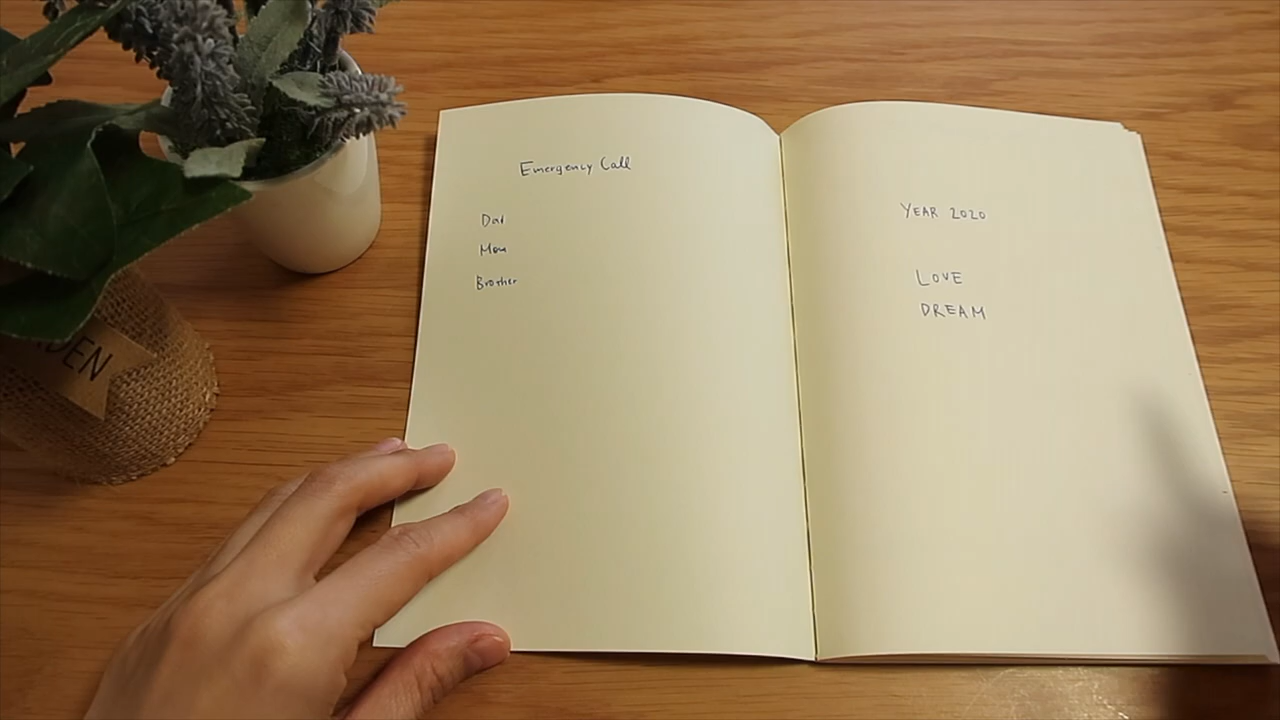 Emergency Call
Dad
Mom
Brother
YEAR 2020
LOVE
DREAM